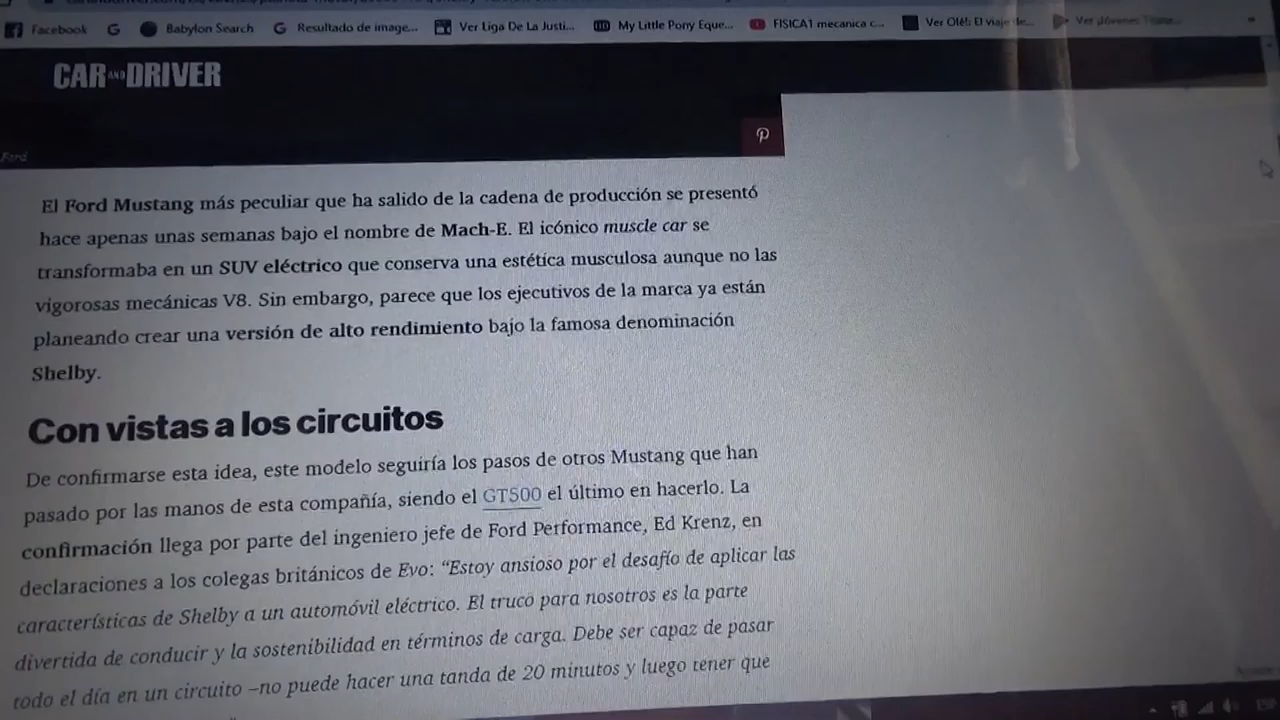 Facebook
Babylon Search
Resultado de image...
Ver Liga De La Justi...
My Little Pony Eque...
FISICA1 mecanica c...
Ver Olé!: El viaje de...
Ver Jóvenes Titane...
CAR AND DRIVER
Ford
El Ford Mustang más peculiar que ha salido de la cadena de producción se presentó
hace apenas unas semanas bajo el nombre de Mach-E. El icónico muscle car se
transformaba en un SUV eléctrico que conserva una estética musculosa aunque no las
vigorosas mecánicas V8. Sin embargo, parece que los ejecutivos de la marca ya están
planeando crear una versión de alto rendimiento bajo la famosa denominación
Shelby.
Con vistas a los circuitos
De confirmarse esta idea, este modelo seguiría los pasos de otros Mustang que han
pasado por las manos de esta compañía, siendo el GT500 el último en hacerlo. La
confirmación llega por parte del ingeniero jefe de Ford Performance, Ed Krenz, en
declaraciones a los colegas británicos de Evo: “Estoy ansioso por el desafío de aplicar las
características de Shelby a un automóvil eléctrico. El truco para nosotros es la parte
divertida de conducir y la sostenibilidad en términos de carga. Debe ser capaz de pasar
todo el día en un circuito –no puede hacer una tanda de 20 minutos y luego tener que